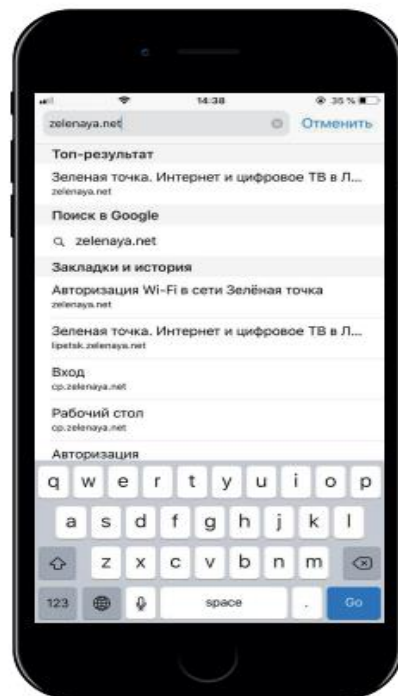 14:38
35 %
zelenaya.net
Отменить
Топ-результат
Зеленая точка. Интернет и цифровое ТВ в Л...
zelenaya.net
Поиск в Google
zelenaya.net
Закладки и история
Авторизация Wi-Fi в сети Зелёная точка
zelenaya.net
Зеленая точка. Интернет и цифровое ТВ в Л...
lipetsk.zelenaya.net
Вход
cp.zelenaya.net
Рабочий стол
cp.zelenaya.net
Авторизация
q w e r t y u i o p
a s d f g h j k l
z x c v b n m
123 space . Go